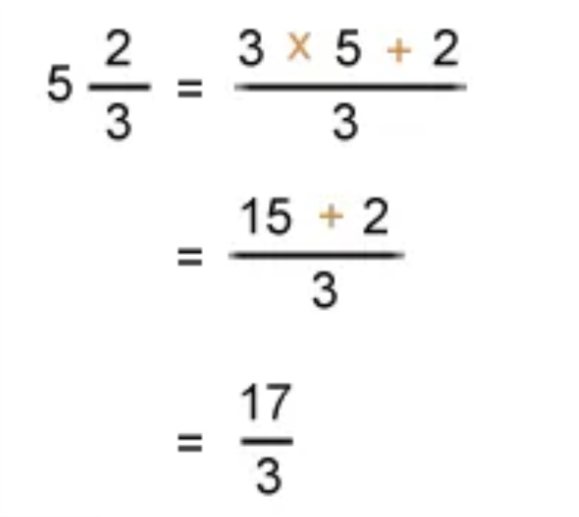 5 2/3 = (3 × 5 + 2)/3
= (15 + 2)/3
= 17/3